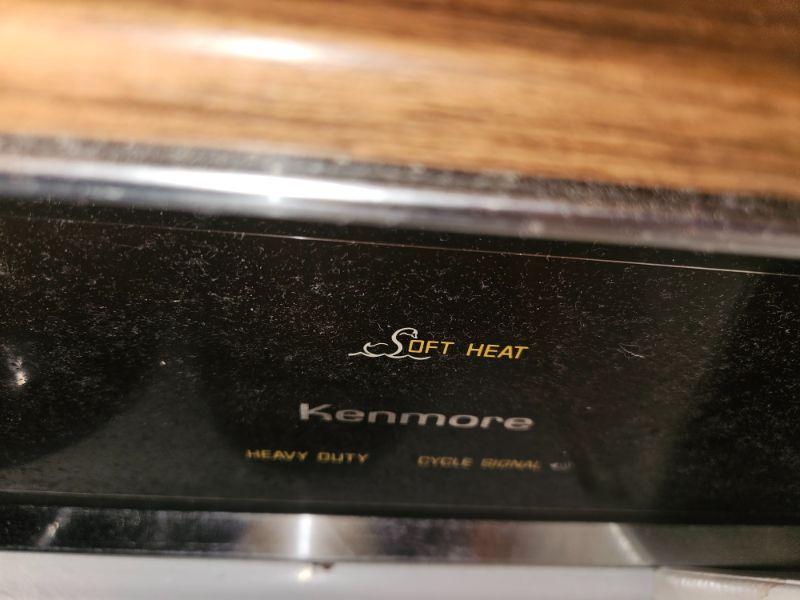 SOFT HEAT
Kenmore
HEAVY DUTY CYCLE SIGNAL